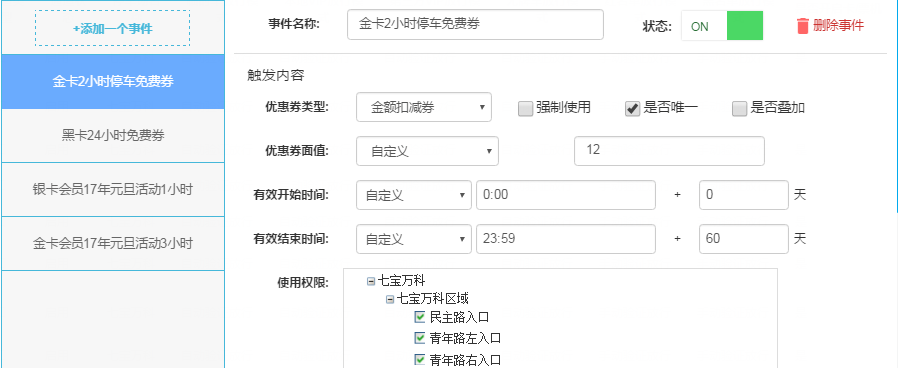 +添加一个事件
金卡2小时停车免费券
黑卡24小时免费券
银卡会员17年元旦活动1小时
金卡会员17年元旦活动3小时
事件名称: 金卡2小时停车免费券 状态: ON 删除事件
触发内容
优惠券类型: 金额扣减券 强制使用 是否唯一 是否叠加
优惠券面值: 自定义 12
有效开始时间: 自定义 0:00 + 0 天
有效结束时间: 自定义 23:59 + 60 天
使用权限: 七宝万科
七宝万科区域
民主路入口
青年路左入口
青年路右入口